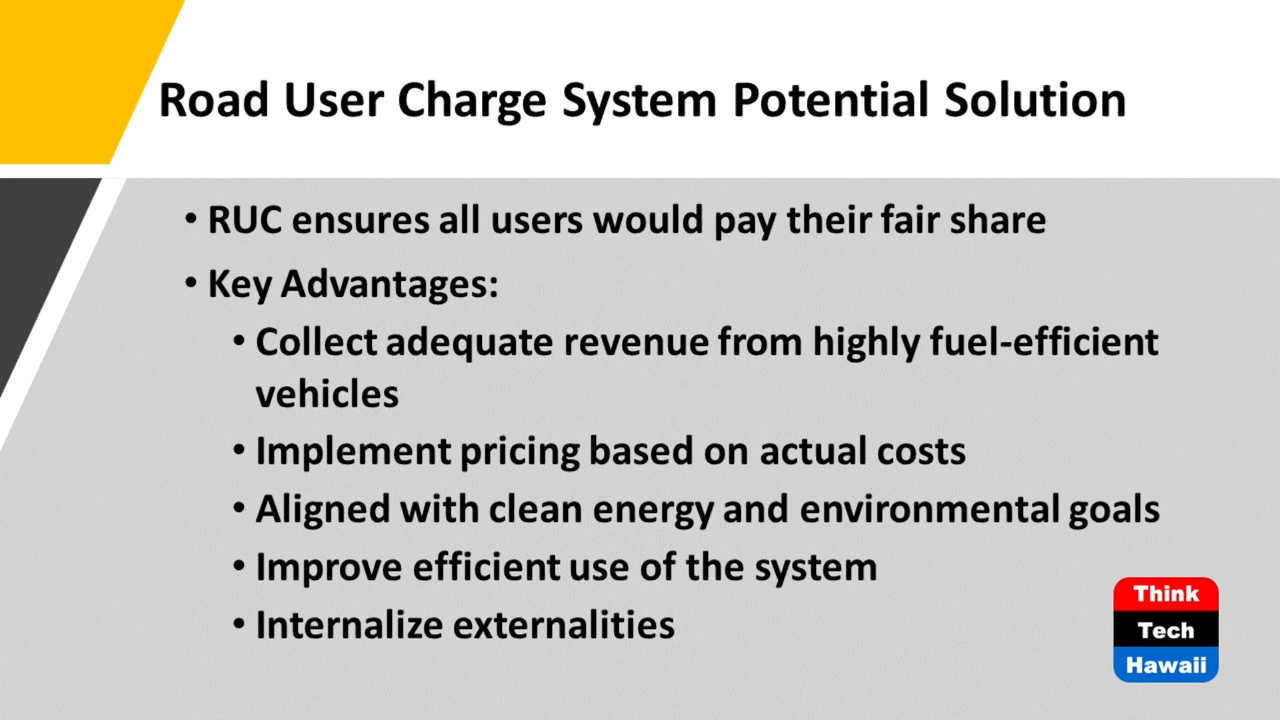 Road User Charge System Potential Solution
• RUC ensures all users would pay their fair share
• Key Advantages:
• Collect adequate revenue from highly fuel-efficient
vehicles
• Implement pricing based on actual costs
• Aligned with clean energy and environmental goals
• Improve efficient use of the system
• Internalize externalities
Think
Tech
Hawaii